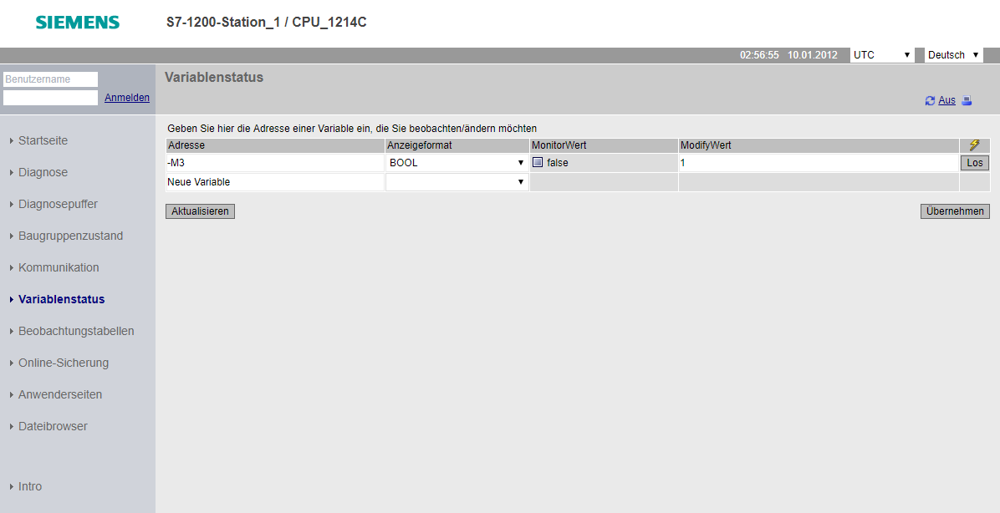 SIEMENS
S7-1200-Station_1 / CPU_1214C
02:56:55 10.01.2012 UTC Deutsch
Benutzername
Anmelden
Variablenstatus
Aus
Startseite
Diagnose
Diagnosepuffer
Baugruppenzustand
Kommunikation
Variablenstatus
Beobachtungstabellen
Online-Sicherung
Anwenderseiten
Dateibrowser
Intro
Geben Sie hier die Adresse einer Variable ein, die Sie beobachten/ändern möchten
Adresse Anzeigeformat MonitorWert ModifyWert
-M3 BOOL false 1 Los
Neue Variable
Aktualisieren Übernehmen